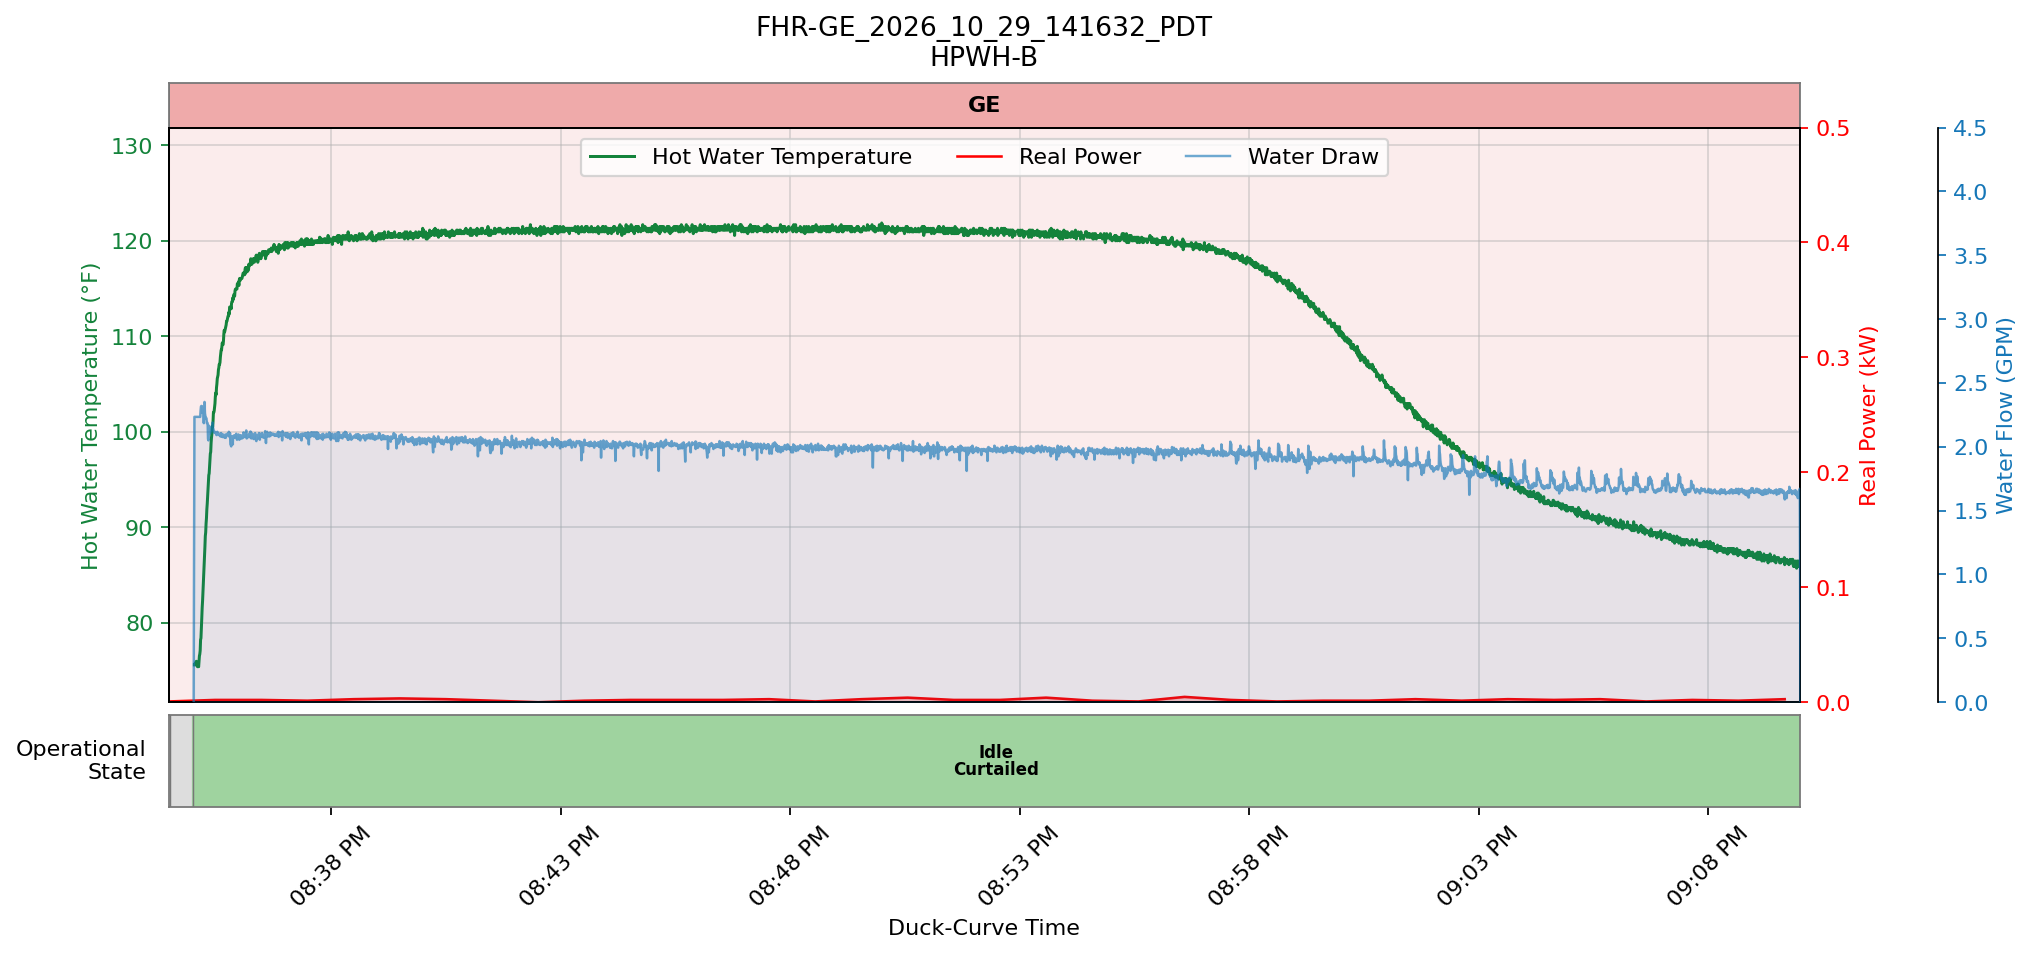 FHR-GE_2026_10_29_141632_PDT
HPWH-B
GE
Hot Water Temperature
Real Power
Water Draw
Hot Water Temperature (°F)
130
120
110
100
90
80
Real Power (kW)
0.5
0.4
0.3
0.2
0.1
0.0
Water Flow (GPM)
4.5
4.0
3.5
3.0
2.5
2.0
1.5
1.0
0.5
0.0
Operational
State
Idle
Curtailed
08:38 PM
08:43 PM
08:48 PM
08:53 PM
08:58 PM
09:03 PM
09:08 PM
Duck-Curve Time